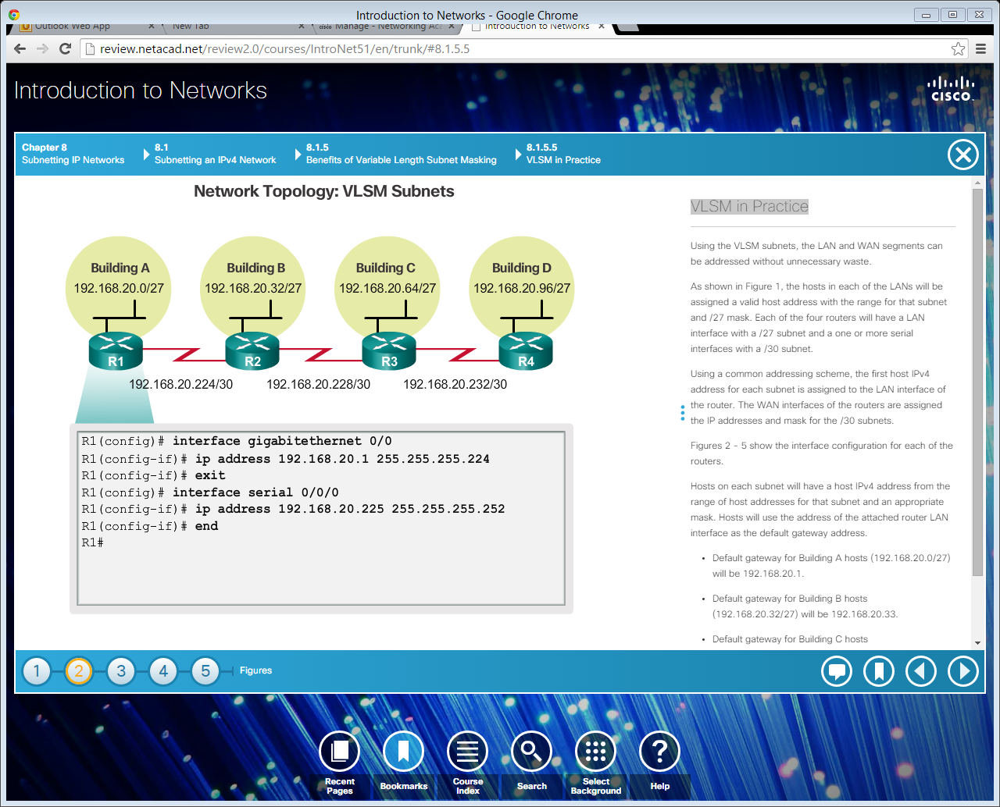 Introduction to Networks - Google Chrome
Outlook Web App
New Tab
Manage - Networking Aca
Introduction to Networks
review.netacad.net/review2.0/courses/IntroNet51/en/trunk/#8.1.5.5
Introduction to Networks
CISCO
Chapter 8
Subnetting IP Networks
8.1
Subnetting an IPv4 Network
8.1.5
Benefits of Variable Length Subnet Masking
8.1.5.5
VLSM in Practice
Network Topology: VLSM Subnets
Building A
192.168.20.0/27
Building B
192.168.20.32/27
Building C
192.168.20.64/27
Building D
192.168.20.96/27
R1
R2
R3
R4
192.168.20.224/30
192.168.20.228/30
192.168.20.232/30
R1(config)# interface gigabitethernet 0/0
R1(config-if)# ip address 192.168.20.1 255.255.255.224
R1(config-if)# exit
R1(config)# interface serial 0/0/0
R1(config-if)# ip address 192.168.20.225 255.255.255.252
R1(config-if)# end
R1#
VLSM in Practice
Using the VLSM subnets, the LAN and WAN segments can
be addressed without unnecessary waste.
As shown in Figure 1, the hosts in each of the LANs will be
assigned a valid host address with the range for that subnet
and /27 mask. Each of the four routers will have a LAN
interface with a /27 subnet and a one or more serial
interfaces with a /30 subnet.
Using a common addressing scheme, the first host IPv4
address for each subnet is assigned to the LAN interface of
the router. The WAN interfaces of the routers are assigned
the IP addresses and mask for the /30 subnets.
Figures 2 - 5 show the interface configuration for each of the
routers.
Hosts on each subnet will have a host IPv4 address from the
range of host addresses for that subnet and an appropriate
mask. Hosts will use the address of the attached router LAN
interface as the default gateway address.
• Default gateway for Building A hosts (192.168.20.0/27)
will be 192.168.20.1.
• Default gateway for Building B hosts
(192.168.20.32/27) will be 192.168.20.33.
• Default gateway for Building C hosts
1
2
3
4
5
Figures
Recent
Pages
Bookmarks
Course
Index
Search
Select
Background
?
Help